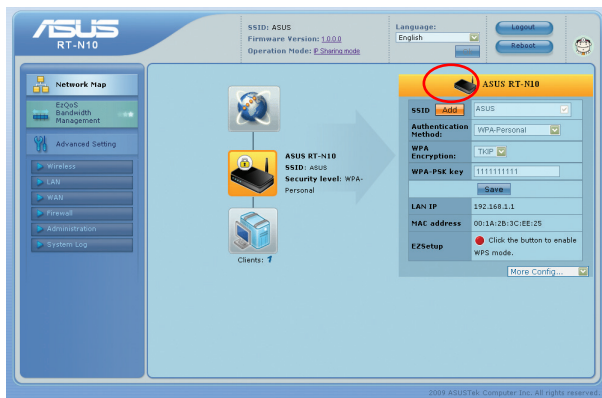 ASUS
RT-N10
SSID: ASUS
Firmware Version: 1.0.0.0
Operation Mode: IP Sharing mode
Language:
English
Logout
Reboot
Network Map
EzQoS
Bandwidth
Management
Advanced Setting
Wireless
LAN
WAN
Firewall
Administration
System Log
ASUS RT-N10
SSID: ASUS
Security level: WPA-
Personal
Clients: 1
ASUS RT-N10
SSID Add ASUS
Authentication
Method: WPA-Personal
WPA
Encryption: TKIP
WPA-PSK key 1111111111
Save
LAN IP 192.168.1.1
MAC address 00:1A:2B:3C:EE:25
EZSetup Click the button to enable
WPS mode.
More Config...
2009 ASUSTek Computer Inc. All rights reserved.